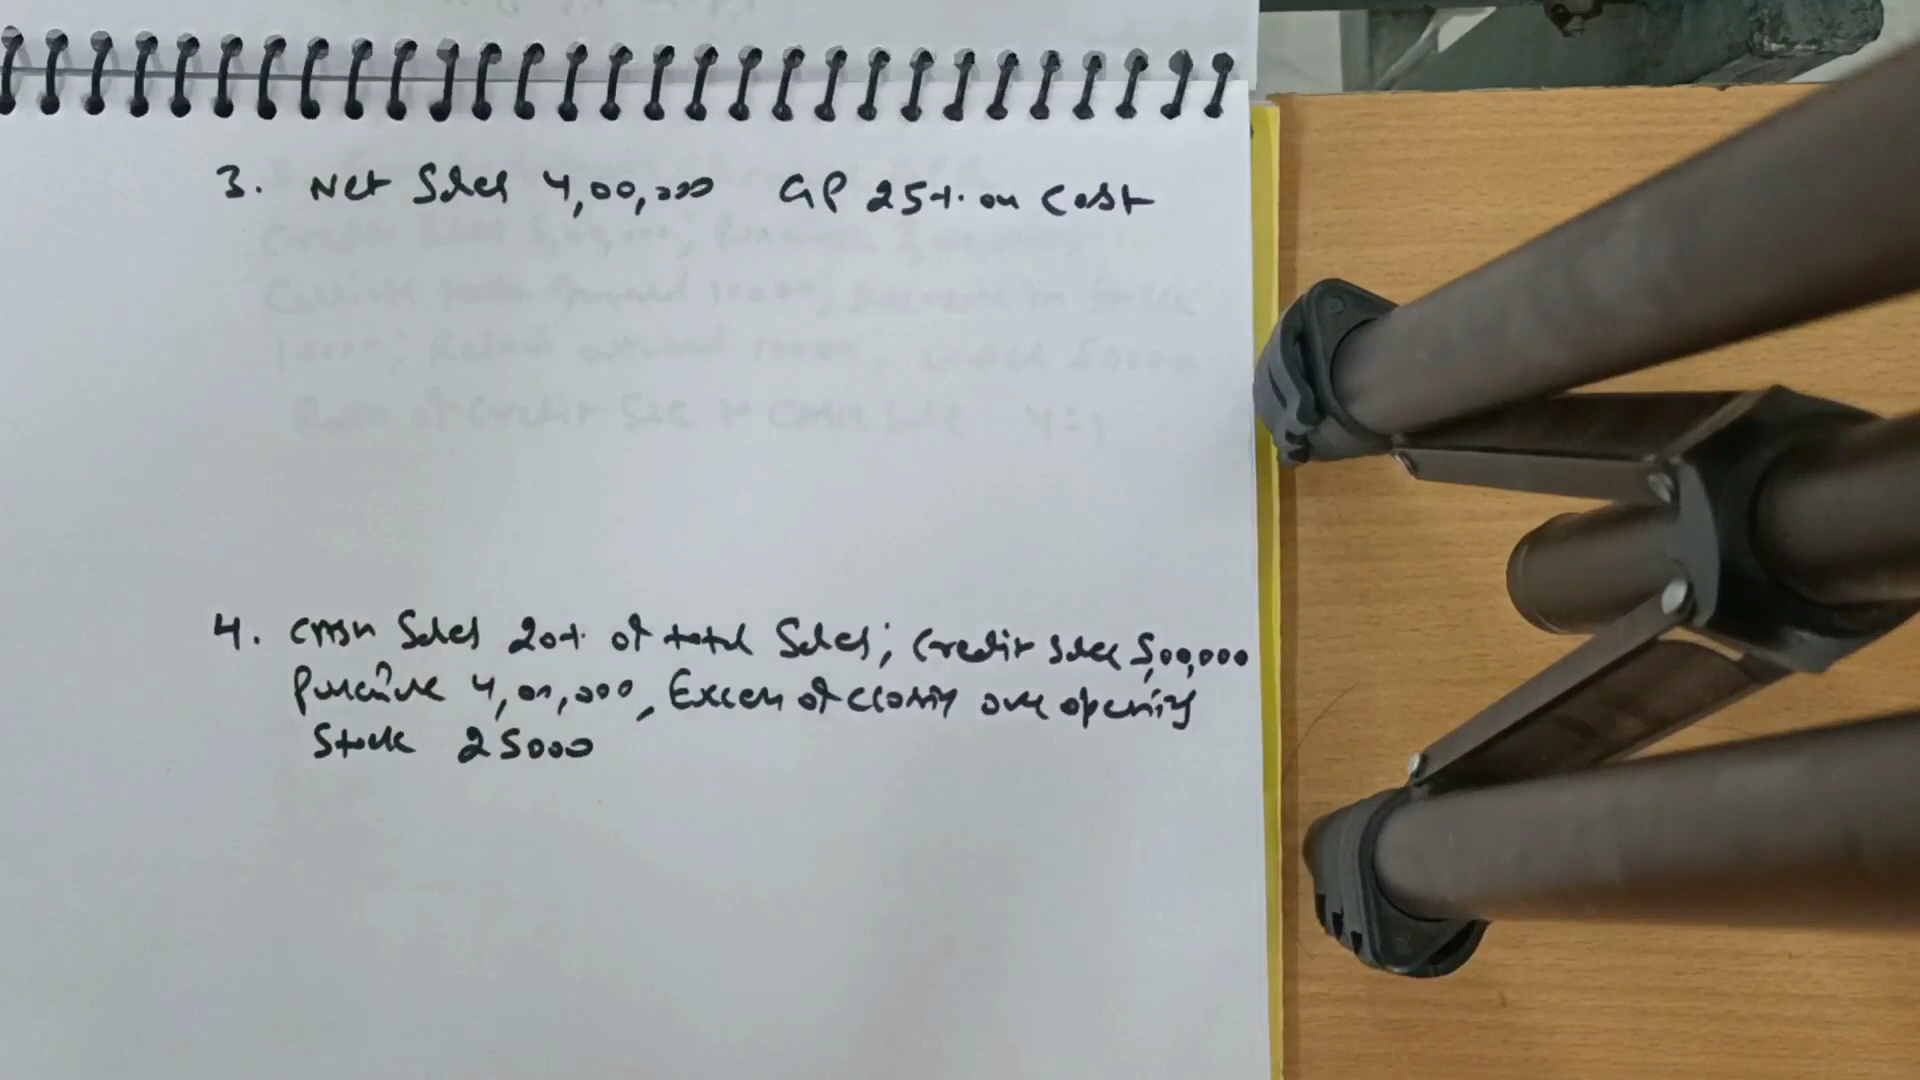 3. Net Sales 4,00,000 GP 25% on Cost
4. Cash Sales 20% of total Sales; Credit Sales 5,00,000
Purchase 4,00,000, Excess of closing over opening
Stock 25000